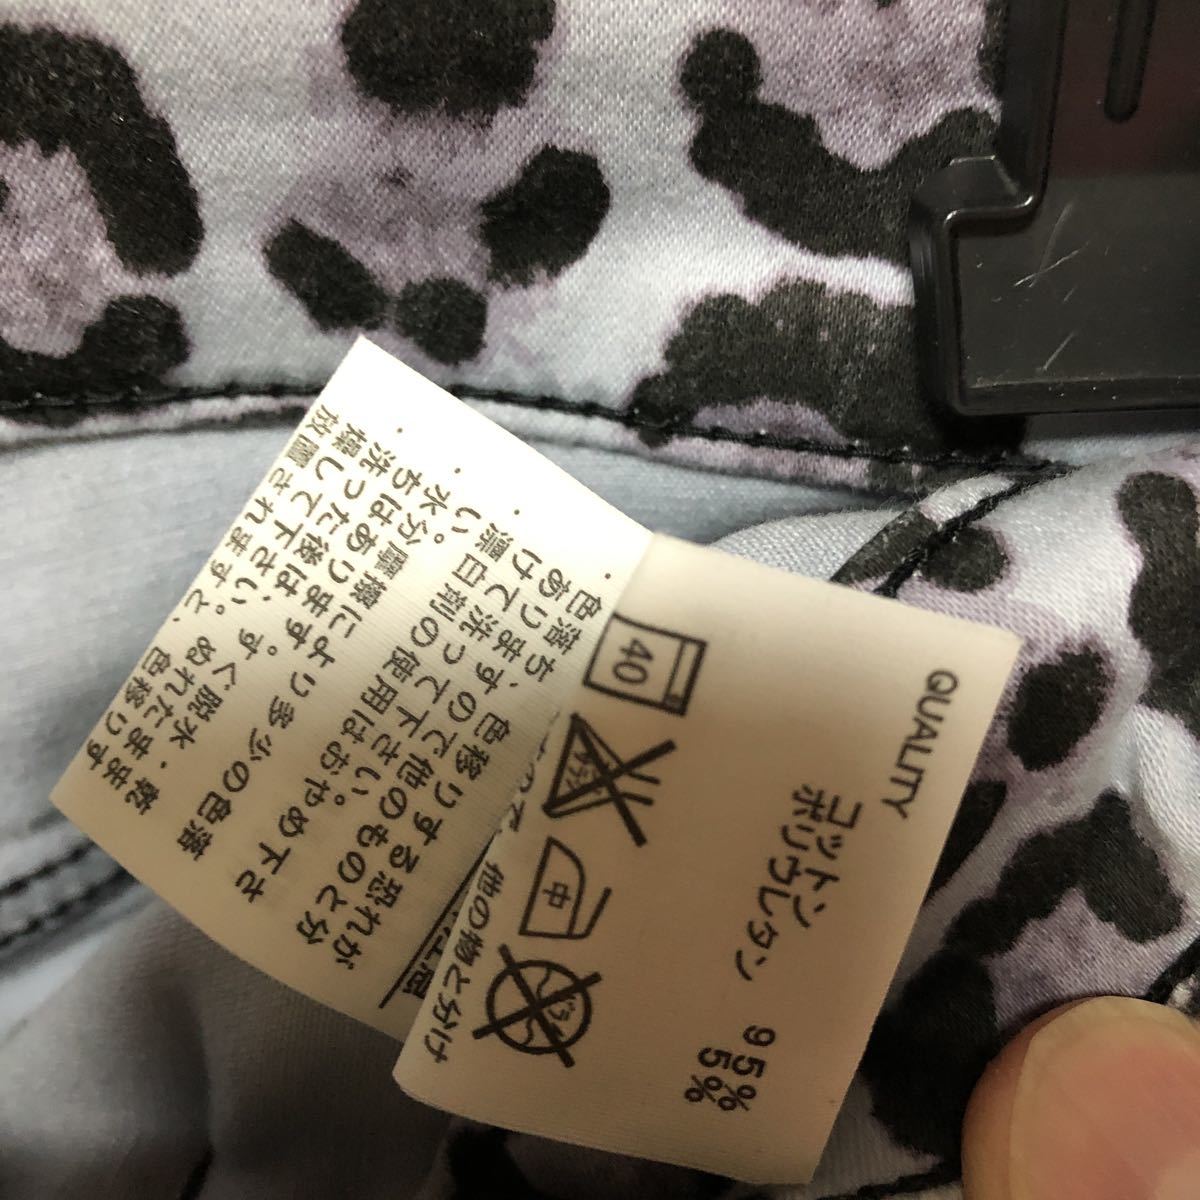 QUALITY
コットン 95%
ポリウレタン 5%
40
中
他の物と分け
・色落ち、色移りする恐れが
ありますので他のものと分
けて洗って下さい。
・漂白剤の使用はおやめ下さ
い。
・水分摩擦により多少の色落
ちはあります。
・洗ったら後はすぐ脱水・乾
燥して下さい。ぬれたまま
放置されますと、色移りす